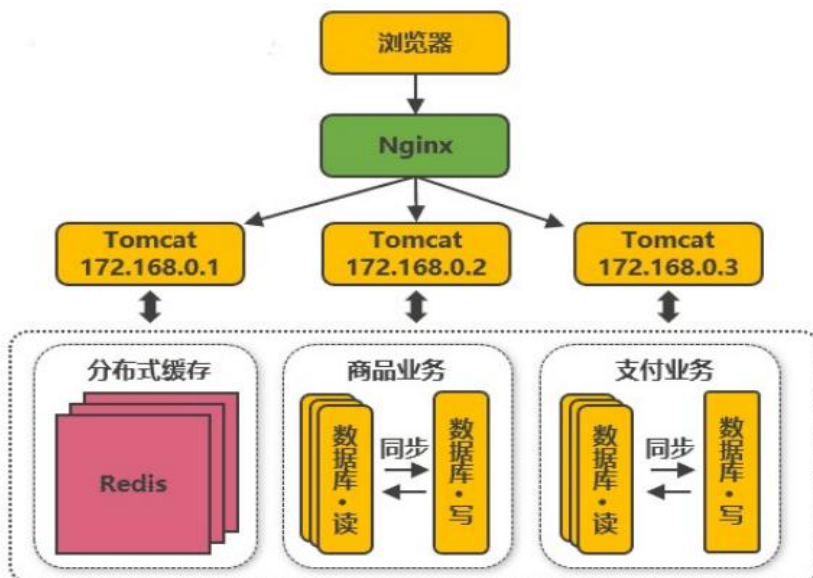 浏览器
Nginx
Tomcat
172.168.0.1
Tomcat
172.168.0.2
Tomcat
172.168.0.3
分布式缓存
Redis
商品业务
数据库·读
同步
数据库·写
支付业务
数据库·读
同步
数据库·写